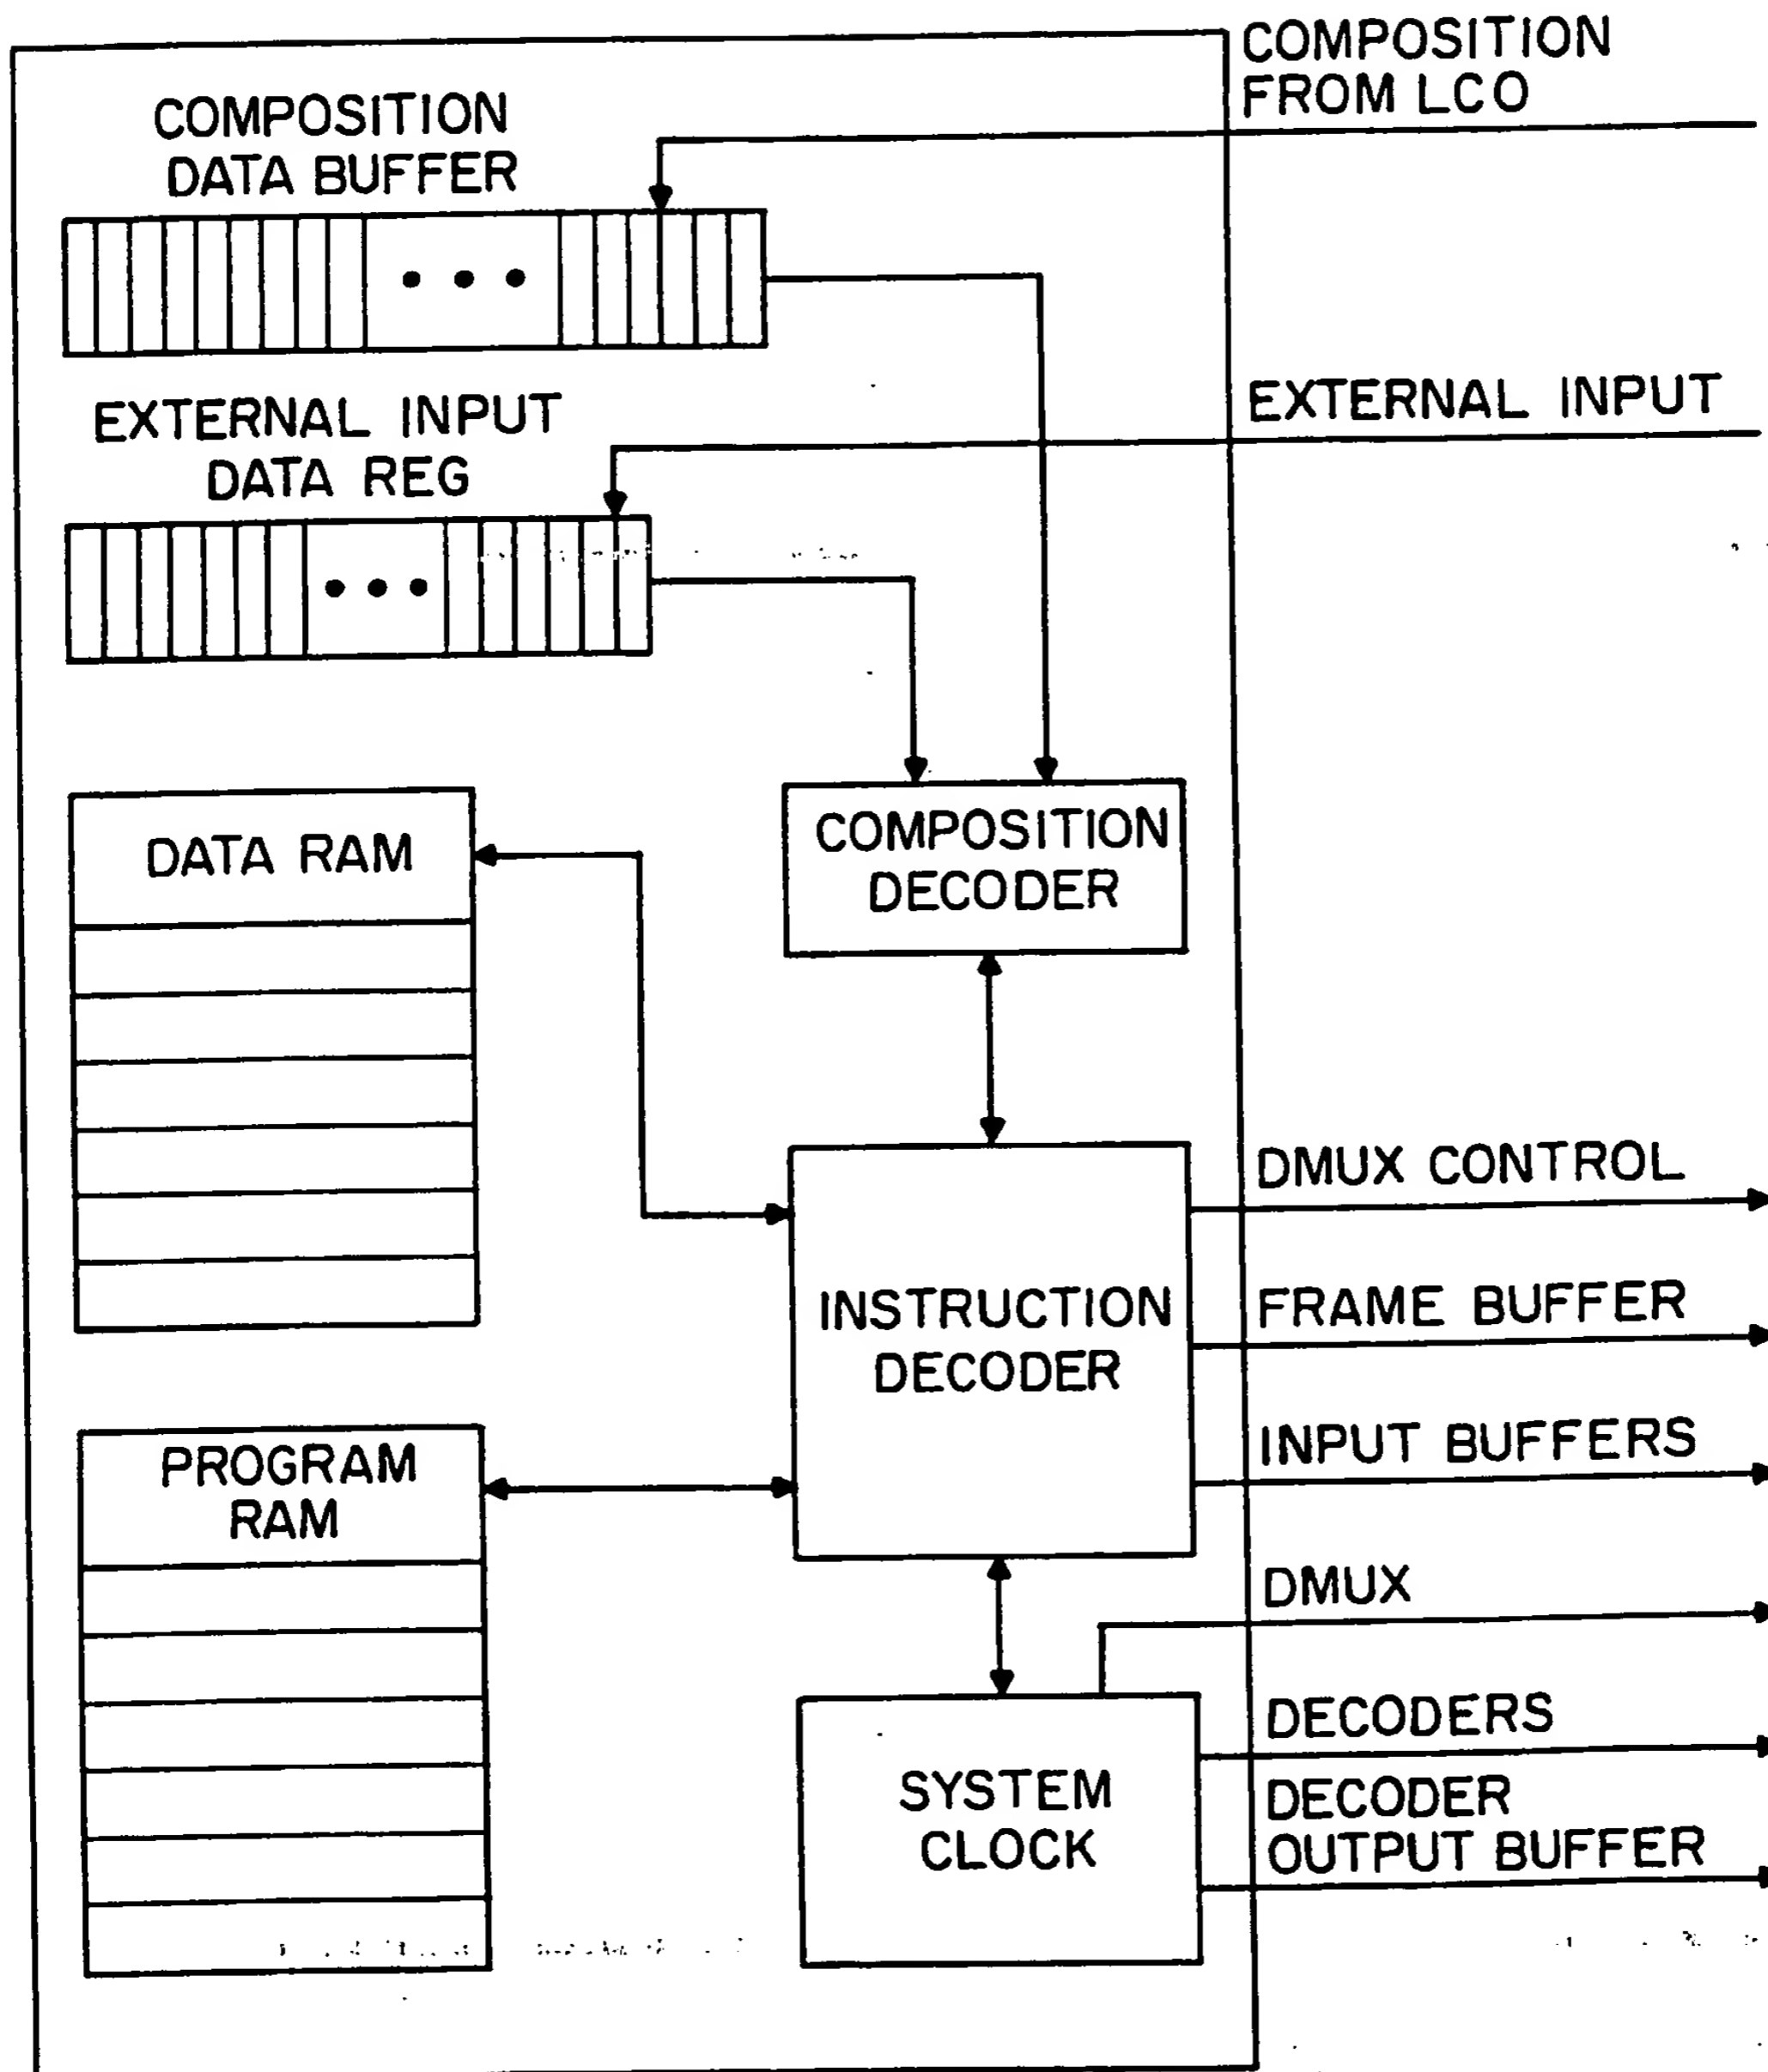 COMPOSITION
FROM LCO
COMPOSITION
DATA BUFFER
EXTERNAL INPUT
EXTERNAL INPUT
DATA REG
DATA RAM
COMPOSITION
DECODER
DMUX CONTROL
INSTRUCTION
DECODER
FRAME BUFFER
INPUT BUFFERS
PROGRAM
RAM
DMUX
DECODERS
SYSTEM
CLOCK
DECODER
OUTPUT BUFFER